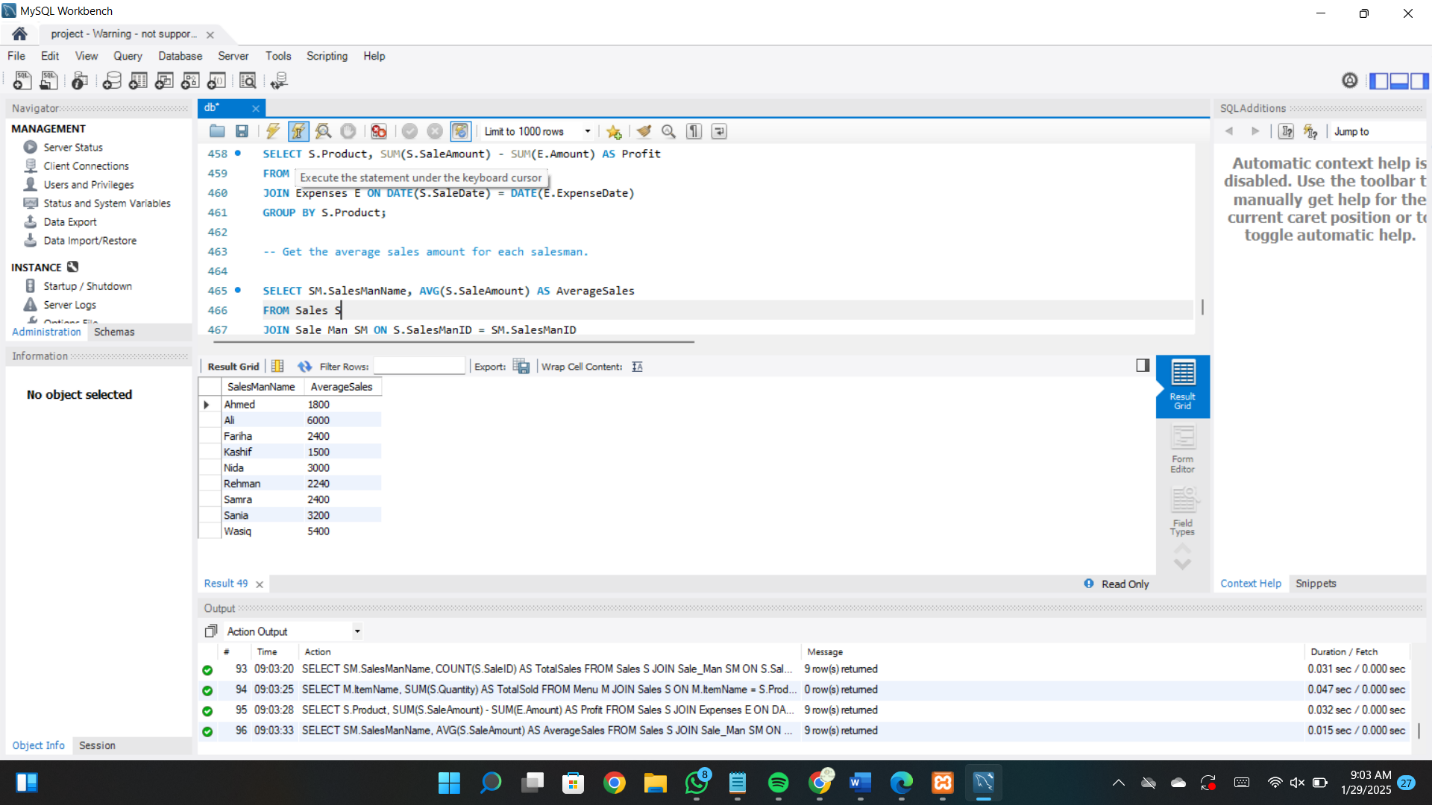 MySQL Workbench
project - Warning - not suppor...
File Edit View Query Database Server Tools Scripting Help
Navigator
MANAGEMENT
Server Status
Client Connections
Users and Privileges
Status and System Variables
Data Export
Data Import/Restore
INSTANCE
Startup / Shutdown
Server Logs
Options File
Administration Schemas
Information
No object selected
Object Info Session
db*
Limit to 1000 rows
458 SELECT S.Product, SUM(S.SaleAmount) - SUM(E.Amount) AS Profit
459 FROM
Execute the statement under the keyboard cursor
460 JOIN Expenses E ON DATE(S.SaleDate) = DATE(E.ExpenseDate)
461 GROUP BY S.Product;
462
463 -- Get the average sales amount for each salesman.
464
465 SELECT SM.SalesManName, AVG(S.SaleAmount) AS AverageSales
466 FROM Sales S
467 JOIN Sale Man SM ON S.SalesManID = SM.SalesManID
Result Grid Filter Rows: Export: Wrap Cell Content:
SalesManName AverageSales
Ahmed 1800
Ali 6000
Fariha 2400
Kashif 1500
Nida 3000
Rehman 2240
Samra 2400
Sania 3200
Wasiq 5400
Result Grid
Form Editor
Field Types
Result 49
Read Only
SQLAdditions
Jump to
Automatic context help is
disabled. Use the toolbar t
manually get help for the
current caret position or to
toggle automatic help.
Context Help Snippets
Output
Action Output
# Time Action Message Duration / Fetch
93 09:03:20 SELECT SM.SalesManName, COUNT(S.SaleID) AS TotalSales FROM Sales S JOIN Sale_Man SM ON S.Sal... 9 row(s) returned 0.031 sec / 0.000 sec
94 09:03:25 SELECT M.ItemName, SUM(S.Quantity) AS TotalSold FROM Menu M JOIN Sales S ON M.ItemName = S.Prod... 0 row(s) returned 0.047 sec / 0.000 sec
95 09:03:28 SELECT S.Product, SUM(S.SaleAmount) - SUM(E.Amount) AS Profit FROM Sales S JOIN Expenses E ON DA... 9 row(s) returned 0.032 sec / 0.000 sec
96 09:03:33 SELECT SM.SalesManName, AVG(S.SaleAmount) AS AverageSales FROM Sales S JOIN Sale_Man SM ON ... 9 row(s) returned 0.015 sec / 0.000 sec
8
9:03 AM
1/29/2025
27